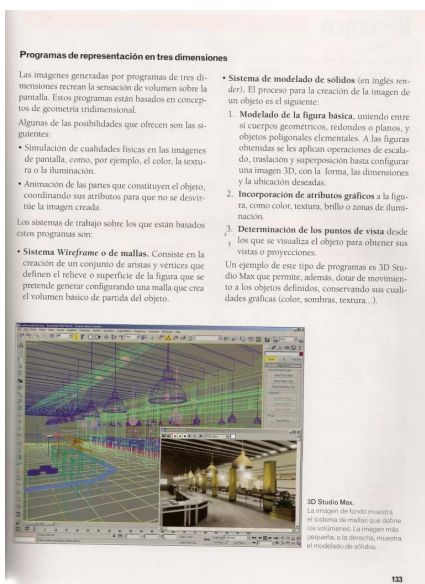 Programas de representación en tres dimensiones
Las imágenes generadas por programas de tres di-
mensiones recrean la sensación de volumen sobre la
pantalla. Estos programas están basados en concep-
tos de geometría tridimensional.
Algunas de las posibilidades que ofrecen son las si-
guientes:
• Simulación de cualidades físicas en las imágenes
de pantalla, como, por ejemplo, el color, la textu-
ra o la iluminación.
• Animación de las partes que constituyen el objeto,
coordinando sus atributos para que no se desvir-
túe la imagen creada.
Los sistemas de trabajo sobre los que están basados
estos programas son:
• Sistema Wireframe o de mallas. Consiste en la
creación de un conjunto de aristas y vértices que
definen el relieve o superficie de la figura que se
pretende generar configurando una malla que crea
el volumen básico de partida del objeto.
• Sistema de modelado de sólidos (en inglés ren-
der). El proceso para la creación de la imagen de
un objeto es el siguiente:
1. Modelado de la figura básica, uniendo entre
sí cuerpos geométricos, redondos o planos, y
objetos poligonales elementales. A las figuras
obtenidas se les aplican operaciones de escala-
do, traslación y superposición hasta configurar
una imagen 3D, con la forma, las dimensiones
y la ubicación deseadas.
2. Incorporación de atributos gráficos a la figu-
ra, como color, textura, brillo o zonas de ilumi-
nación.
3. Determinación de los puntos de vista desde
los que se visualiza el objeto para obtener sus
vistas o proyecciones.
Un ejemplo de este tipo de programas es 3D Stu-
dio Max que permite, además, dotar de movimien-
to a los objetos definidos, conservando sus cuali-
dades gráficas (color, sombras, textura...).
3D Studio Max.
La imagen de fondo muestra
el sistema de mallas que define
los volúmenes. La imagen más
pequeña, a la derecha, muestra
el modelado de sólidos.
133